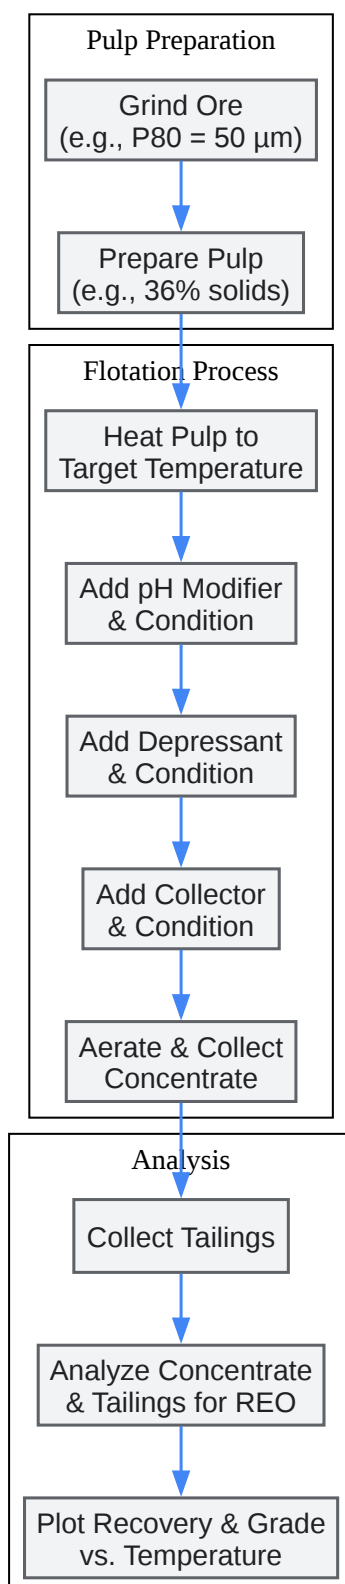 Pulp Preparation
Grind Ore
(e.g., P80 = 50 µm)
Prepare Pulp
(e.g., 36% solids)
Flotation Process
Heat Pulp to
Target Temperature
Add pH Modifier
& Condition
Add Depressant
& Condition
Add Collector
& Condition
Aerate & Collect
Concentrate
Analysis
Collect Tailings
Analyze Concentrate
& Tailings for REO
Plot Recovery & Grade
vs. Temperature